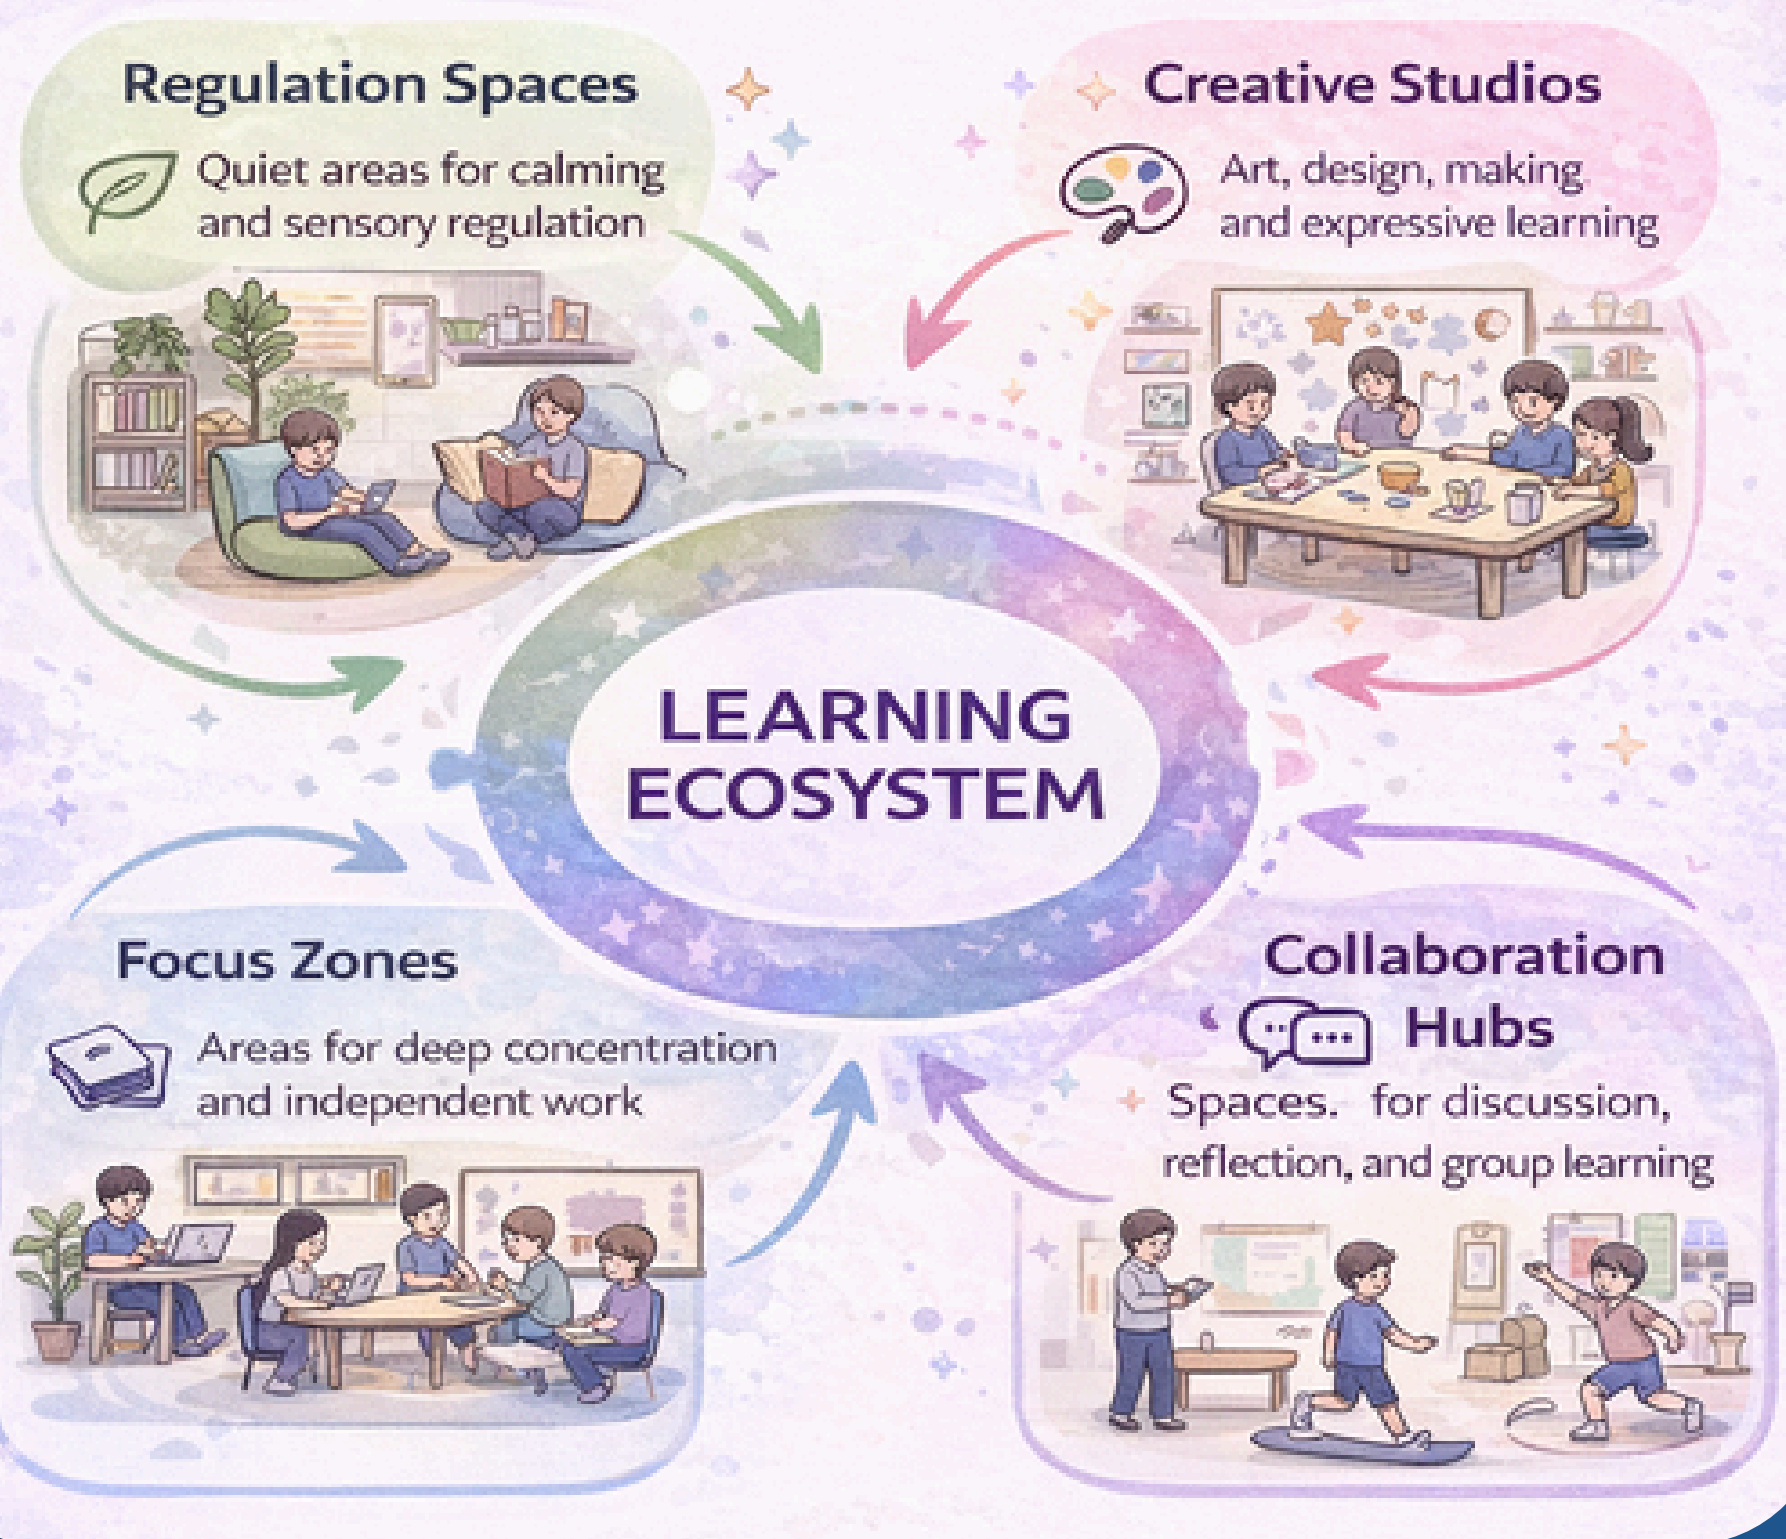 Regulation Spaces
Quiet areas for calming
and sensory regulation
Creative Studios
Art, design, making
and expressive learning
LEARNING
ECOSYSTEM
Focus Zones
Areas for deep concentration
and independent work
Collaboration
Hubs
Spaces. for discussion,
reflection, and group learning